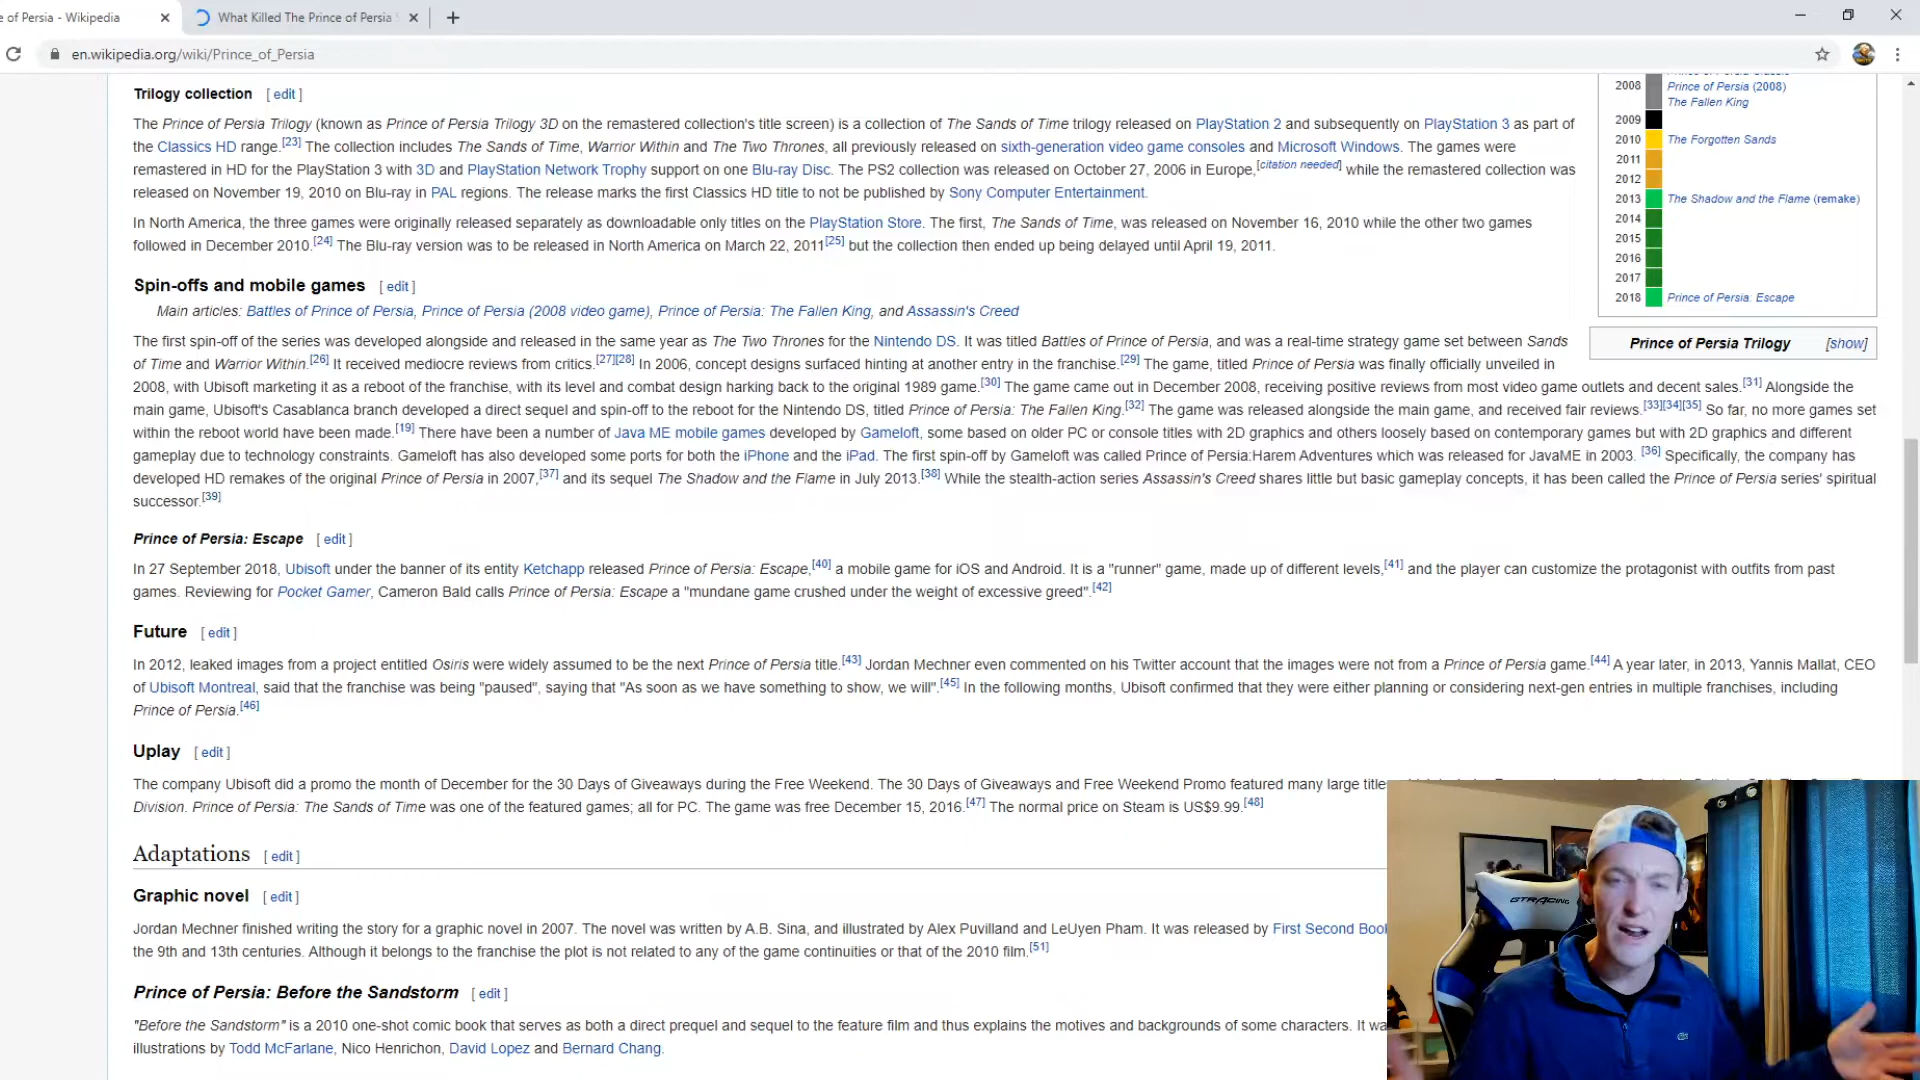 e of Persia - Wikipedia
What Killed The Prince of Persia
en.wikipedia.org/wiki/Prince_of_Persia
Trilogy collection [ edit ]
The Prince of Persia Trilogy (known as Prince of Persia Trilogy 3D on the remastered collection's title screen) is a collection of The Sands of Time trilogy released on PlayStation 2 and subsequently on PlayStation 3 as part of
the Classics HD range.[23] The collection includes The Sands of Time, Warrior Within and The Two Thrones, all previously released on sixth-generation video game consoles and Microsoft Windows. The games were
remastered in HD for the PlayStation 3 with 3D and PlayStation Network Trophy support on one Blu-ray Disc. The PS2 collection was released on October 27, 2006 in Europe,[citation needed] while the remastered collection was
released on November 19, 2010 on Blu-ray in PAL regions. The release marks the first Classics HD title to not be published by Sony Computer Entertainment.
In North America, the three games were originally released separately as downloadable only titles on the PlayStation Store. The first, The Sands of Time, was released on November 16, 2010 while the other two games
followed in December 2010.[24] The Blu-ray version was to be released in North America on March 22, 2011[25] but the collection then ended up being delayed until April 19, 2011.
2008 Prince of Persia (2008)
The Fallen King
2009
2010 The Forgotten Sands
2011
2012
2013 The Shadow and the Flame (remake)
2014
2015
2016
2017
2018 Prince of Persia: Escape
Prince of Persia Trilogy [show]
Spin-offs and mobile games [ edit ]
Main articles: Battles of Prince of Persia, Prince of Persia (2008 video game), Prince of Persia: The Fallen King, and Assassin's Creed
The first spin-off of the series was developed alongside and released in the same year as The Two Thrones for the Nintendo DS. It was titled Battles of Prince of Persia, and was a real-time strategy game set between Sands
of Time and Warrior Within.[26] It received mediocre reviews from critics.[27][28] In 2006, concept designs surfaced hinting at another entry in the franchise.[29] The game, titled Prince of Persia was finally officially unveiled in
2008, with Ubisoft marketing it as a reboot of the franchise, with its level and combat design harking back to the original 1989 game.[30] The game came out in December 2008, receiving positive reviews from most video game outlets and decent sales.[31] Alongside the
main game, Ubisoft's Casablanca branch developed a direct sequel and spin-off to the reboot for the Nintendo DS, titled Prince of Persia: The Fallen King.[32] The game was released alongside the main game, and received fair reviews.[33][34][35] So far, no more games set
within the reboot world have been made.[19] There have been a number of Java ME mobile games developed by Gameloft, some based on older PC or console titles with 2D graphics and others loosely based on contemporary games but with 2D graphics and different
gameplay due to technology constraints. Gameloft has also developed some ports for both the iPhone and the iPad. The first spin-off by Gameloft was called Prince of Persia:Harem Adventures which was released for JavaME in 2003. [36] Specifically, the company has
developed HD remakes of the original Prince of Persia in 2007,[37] and its sequel The Shadow and the Flame in July 2013.[38] While the stealth-action series Assassin's Creed shares little but basic gameplay concepts, it has been called the Prince of Persia series' spiritual
successor.[39]
Prince of Persia: Escape [ edit ]
In 27 September 2018, Ubisoft under the banner of its entity Ketchapp released Prince of Persia: Escape,[40] a mobile game for iOS and Android. It is a "runner" game, made up of different levels,[41] and the player can customize the protagonist with outfits from past
games. Reviewing for Pocket Gamer, Cameron Bald calls Prince of Persia: Escape a "mundane game crushed under the weight of excessive greed".[42]
Future [ edit ]
In 2012, leaked images from a project entitled Osiris were widely assumed to be the next Prince of Persia title.[43] Jordan Mechner even commented on his Twitter account that the images were not from a Prince of Persia game.[44] A year later, in 2013, Yannis Mallat, CEO
of Ubisoft Montreal, said that the franchise was being "paused", saying that "As soon as we have something to show, we will".[45] In the following months, Ubisoft confirmed that they were either planning or considering next-gen entries in multiple franchises, including
Prince of Persia.[46]
Uplay [ edit ]
The company Ubisoft did a promo the month of December for the 30 Days of Giveaways during the Free Weekend. The 30 Days of Giveaways and Free Weekend Promo featured many large title
Division. Prince of Persia: The Sands of Time was one of the featured games; all for PC. The game was free December 15, 2016.[47] The normal price on Steam is US$9.99.[48]
Adaptations [ edit ]
Graphic novel [ edit ]
Jordan Mechner finished writing the story for a graphic novel in 2007. The novel was written by A.B. Sina, and illustrated by Alex Puvilland and LeUyen Pham. It was released by First Second Book
the 9th and 13th centuries. Although it belongs to the franchise the plot is not related to any of the game continuities or that of the 2010 film.[51]
Prince of Persia: Before the Sandstorm [ edit ]
"Before the Sandstorm" is a 2010 one-shot comic book that serves as both a direct prequel and sequel to the feature film and thus explains the motives and backgrounds of some characters. It wa
illustrations by Todd McFarlane, Nico Henrichon, David Lopez and Bernard Chang.
GTRACING